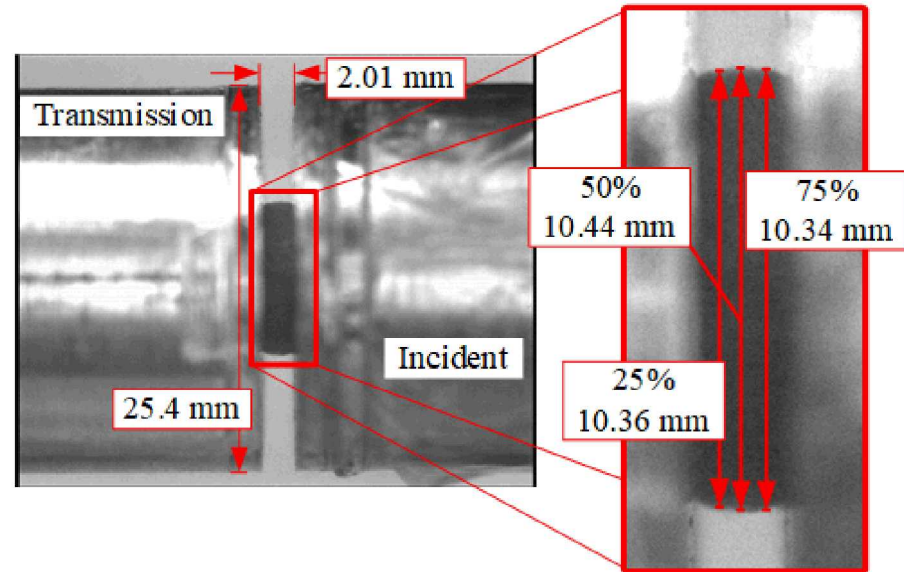 2.01 mm
Transmission
50%
10.44 mm
75%
10.34 mm
Incident
25%
10.36 mm
25.4 mm